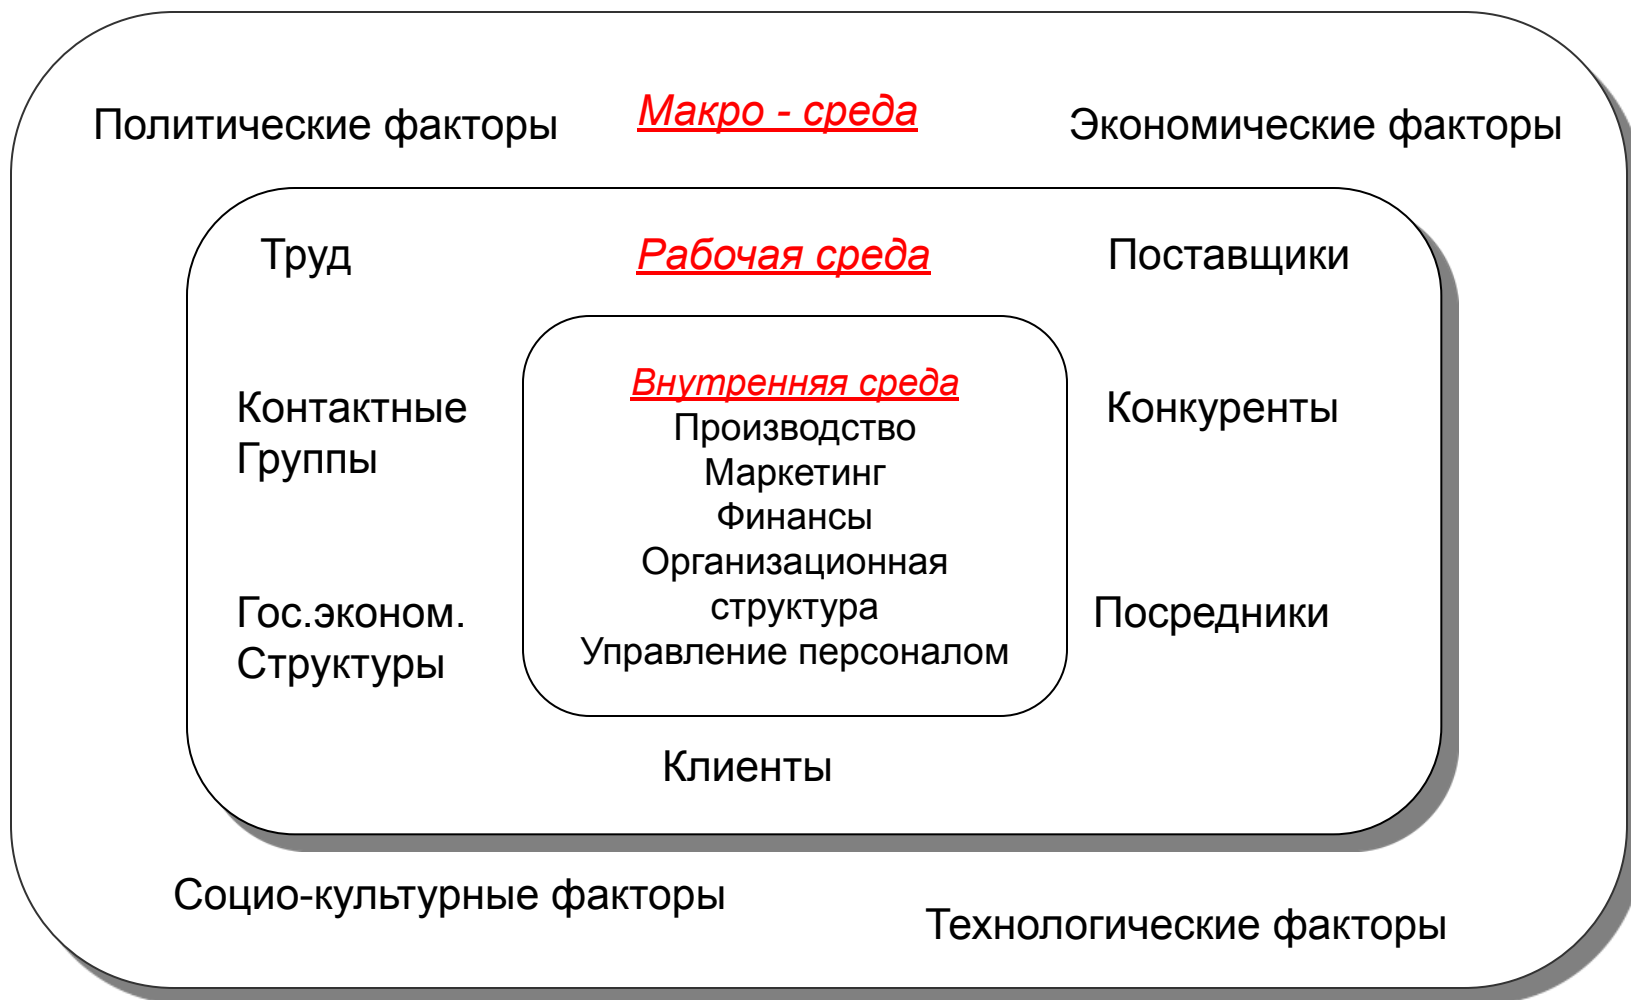 Политические факторы
Макро - среда
Экономические факторы
Труд
Рабочая среда
Поставщики
Контактные
Группы
Гос.эконом.
Структуры
Внутренняя среда
Производство
Маркетинг
Финансы
Организационная
структура
Управление персоналом
Конкуренты
Посредники
Клиенты
Социо-культурные факторы
Технологические факторы